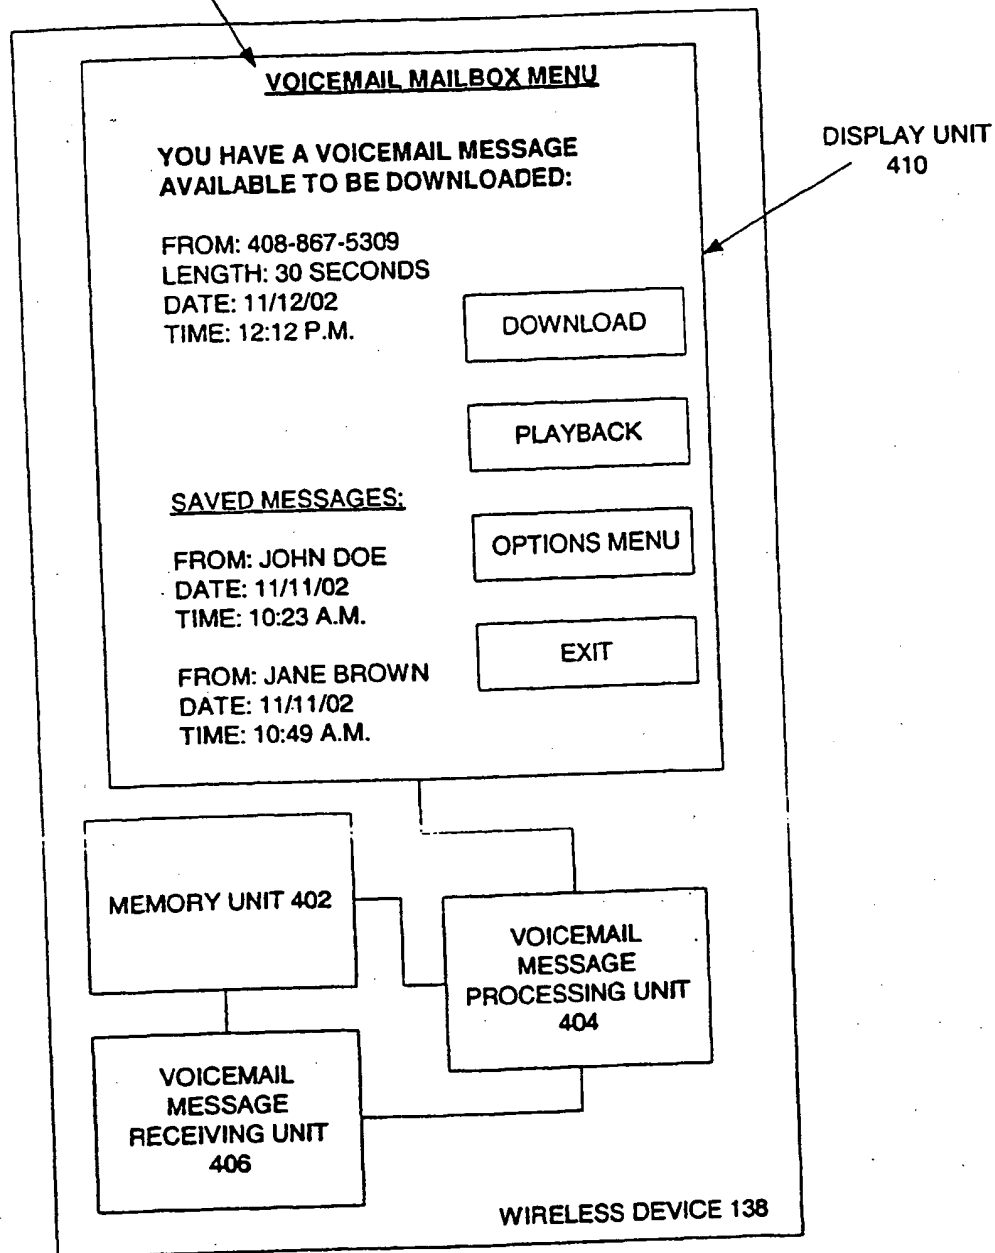 VOICEMAIL MAILBOX MENU
YOU HAVE A VOICEMAIL MESSAGE
AVAILABLE TO BE DOWNLOADED:
FROM: 408-867-5309
LENGTH: 30 SECONDS
DATE: 11/12/02
TIME: 12:12 P.M.
DOWNLOAD
PLAYBACK
OPTIONS MENU
EXIT
SAVED MESSAGES:
FROM: JOHN DOE
DATE: 11/11/02
TIME: 10:23 A.M.
FROM: JANE BROWN
DATE: 11/11/02
TIME: 10:49 A.M.
DISPLAY UNIT
410
MEMORY UNIT 402
VOICEMAIL
MESSAGE
PROCESSING UNIT
404
VOICEMAIL
MESSAGE
RECEIVING UNIT
406
WIRELESS DEVICE 138